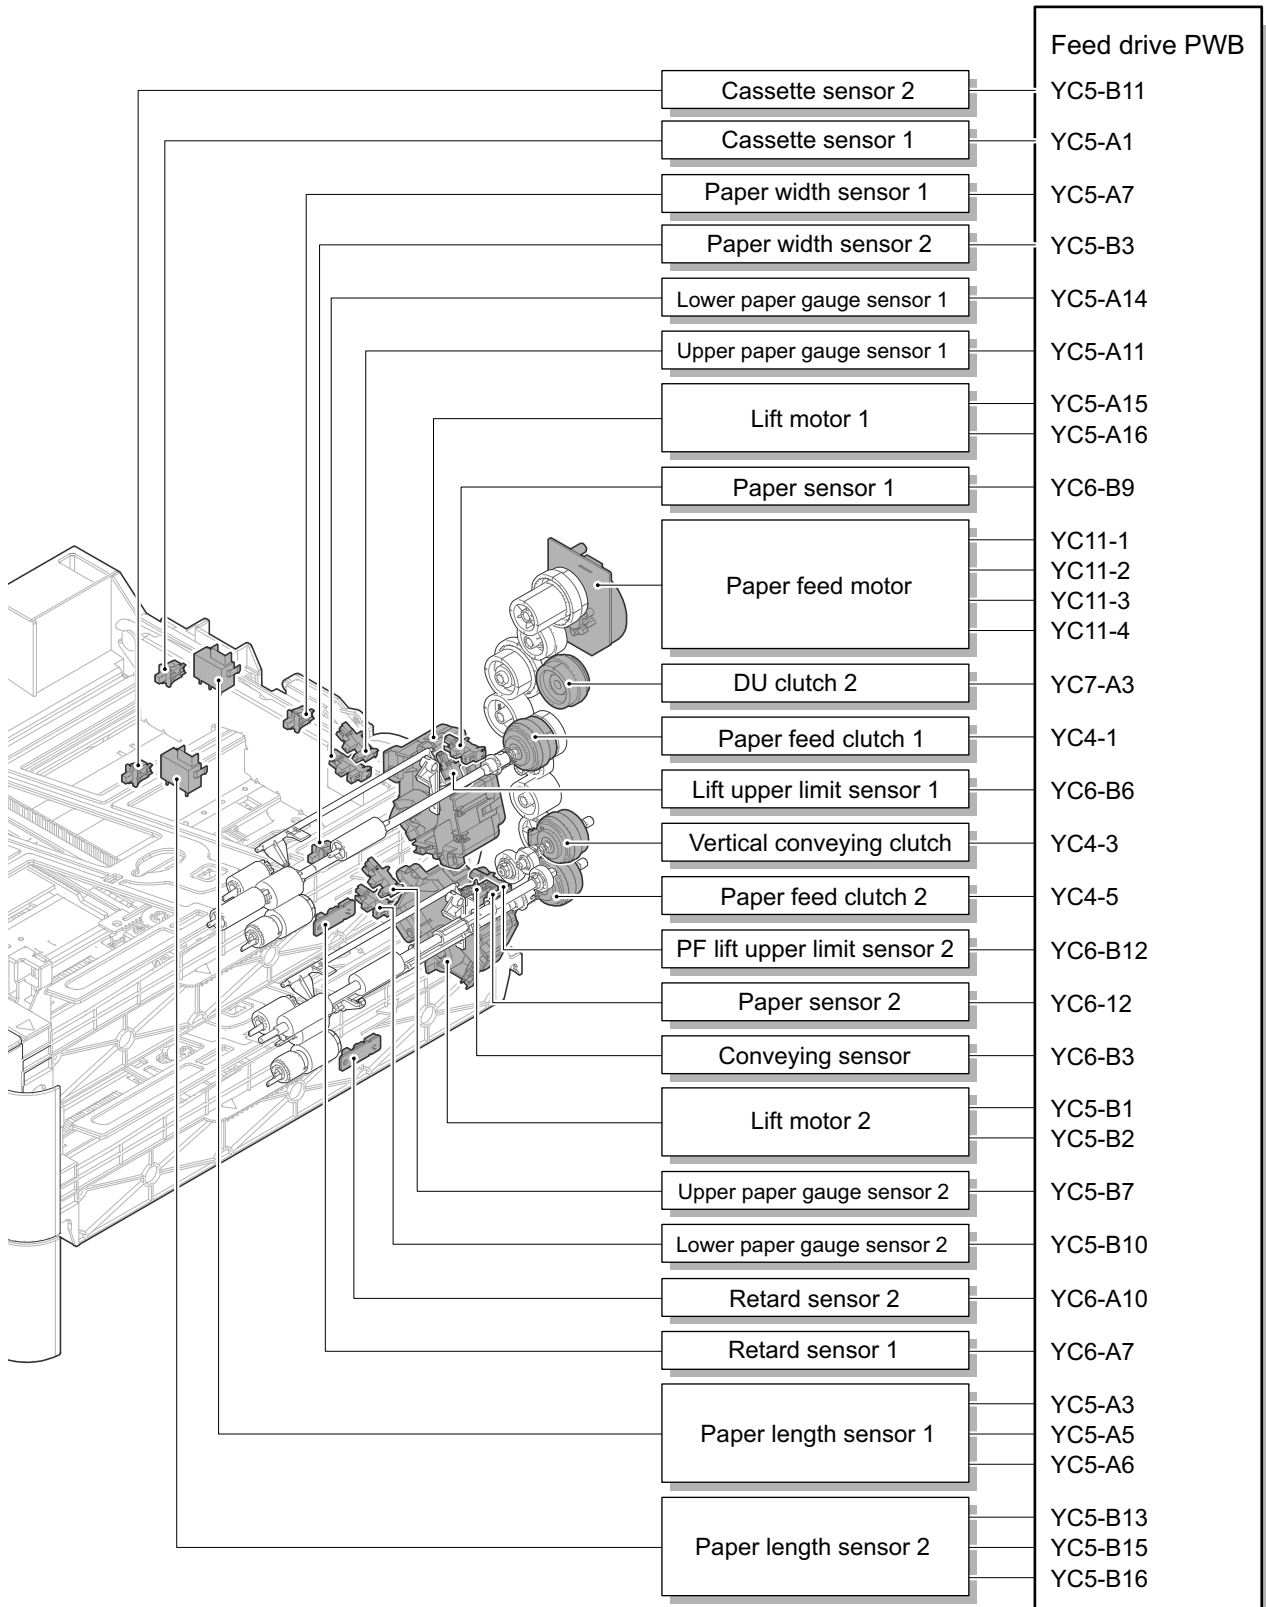 Feed drive PWB
Cassette sensor 2 YC5-B11
Cassette sensor 1 YC5-A1
Paper width sensor 1 YC5-A7
Paper width sensor 2 YC5-B3
Lower paper gauge sensor 1 YC5-A14
Upper paper gauge sensor 1 YC5-A11
Lift motor 1 YC5-A15
YC5-A16
Paper sensor 1 YC6-B9
Paper feed motor YC11-1
YC11-2
YC11-3
YC11-4
DU clutch 2 YC7-A3
Paper feed clutch 1 YC4-1
Lift upper limit sensor 1 YC6-B6
Vertical conveying clutch YC4-3
Paper feed clutch 2 YC4-5
PF lift upper limit sensor 2 YC6-B12
Paper sensor 2 YC6-12
Conveying sensor YC6-B3
Lift motor 2 YC5-B1
YC5-B2
Upper paper gauge sensor 2 YC5-B7
Lower paper gauge sensor 2 YC5-B10
Retard sensor 2 YC6-A10
Retard sensor 1 YC6-A7
Paper length sensor 1 YC5-A3
YC5-A5
YC5-A6
Paper length sensor 2 YC5-B13
YC5-B15
YC5-B16